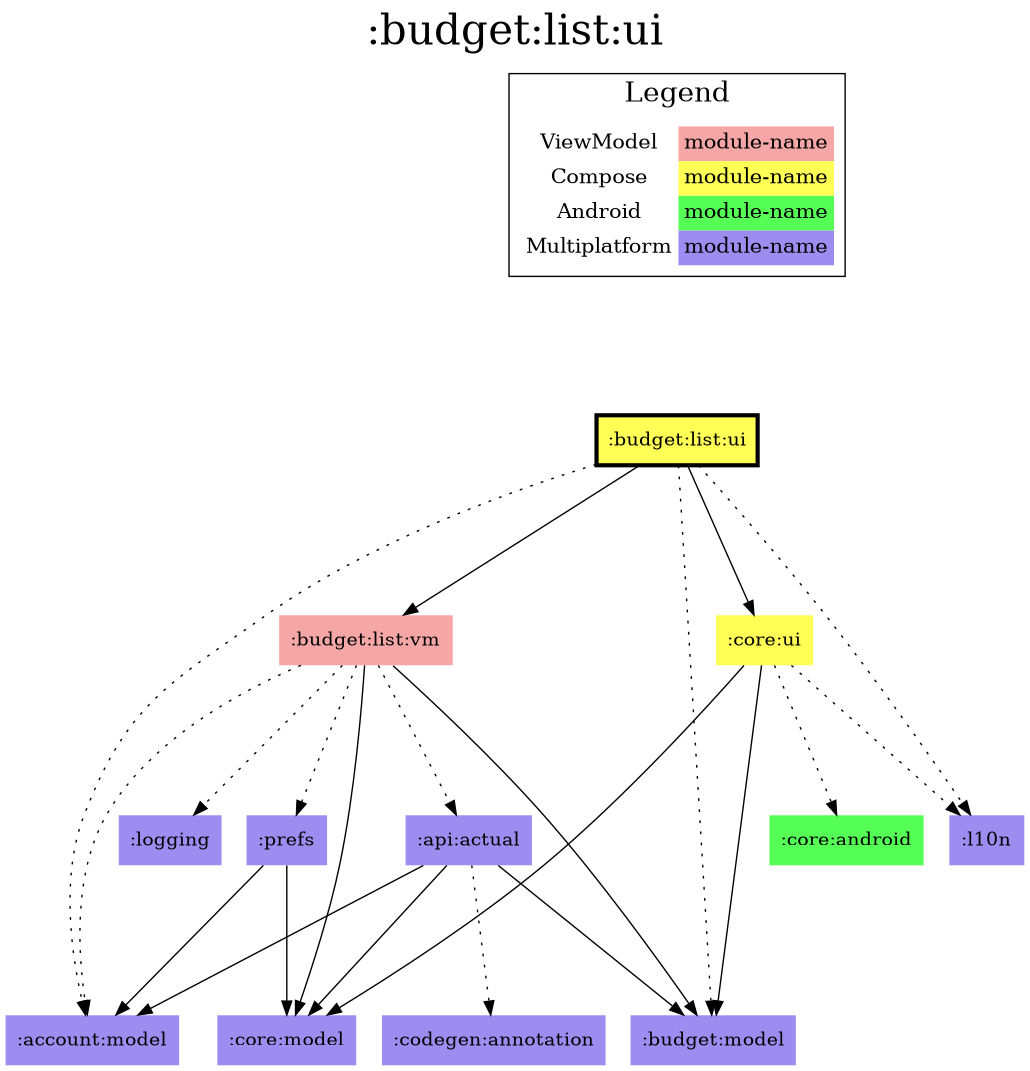 :budget:list:ui
Legend
ViewModel module-name
Compose module-name
Android module-name
Multiplatform module-name
:budget:list:ui
:budget:list:vm
:core:ui
:logging
:prefs
:api:actual
:core:android
:l10n
:account:model
:core:model
:codegen:annotation
:budget:model